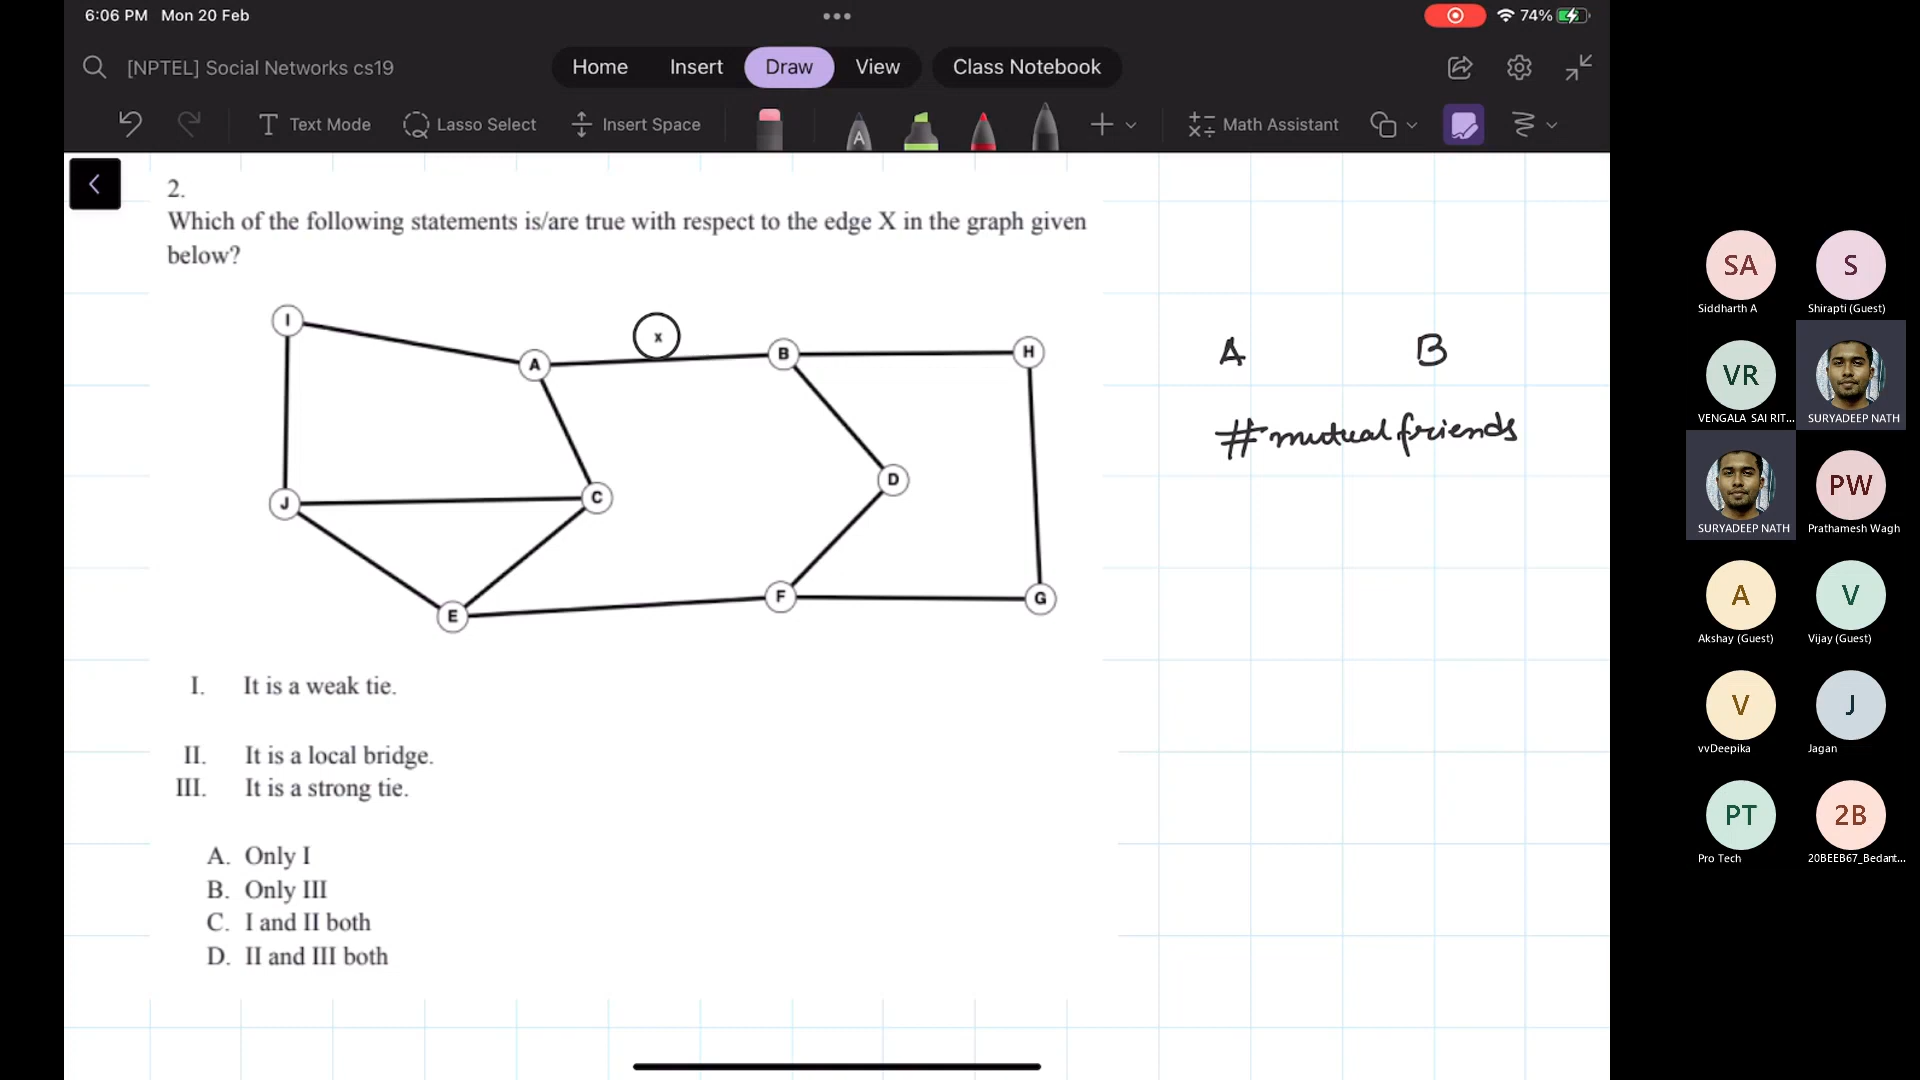 6:06 PM Mon 20 Feb
74%
[NPTEL] Social Networks cs19
Home Insert Draw View Class Notebook
Text Mode Lasso Select Insert Space A Math Assistant
2.
Which of the following statements is/are true with respect to the edge X in the graph given
below?
I
x
A
B
H
J
C
D
E
F
G
A B
#mutual friends
I. It is a weak tie.
II. It is a local bridge.
III. It is a strong tie.
A. Only I
B. Only III
C. I and II both
D. II and III both
SA S
Siddharth A Shirapti (Guest)
VR
VENGALA SAI RIT... SURYADEEP NATH
PW
SURYADEEP NATH Prathamesh Wagh
A V
Akshay (Guest) Vijay (Guest)
V J
vvDeepika Jagan
PT 2B
Pro Tech 20BEEB67_Bedant...